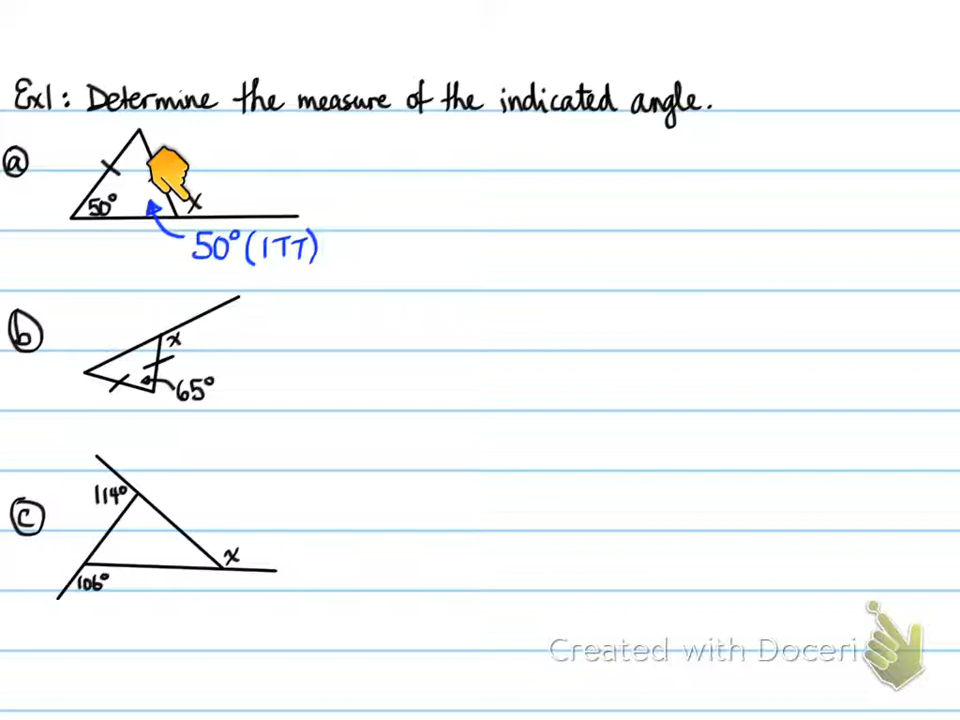 Ex1: Determine the measure of the indicated angle.
a
50°
x
50° (ITT)
b
x
65°
c
114°
x
106°
Created with Doceri